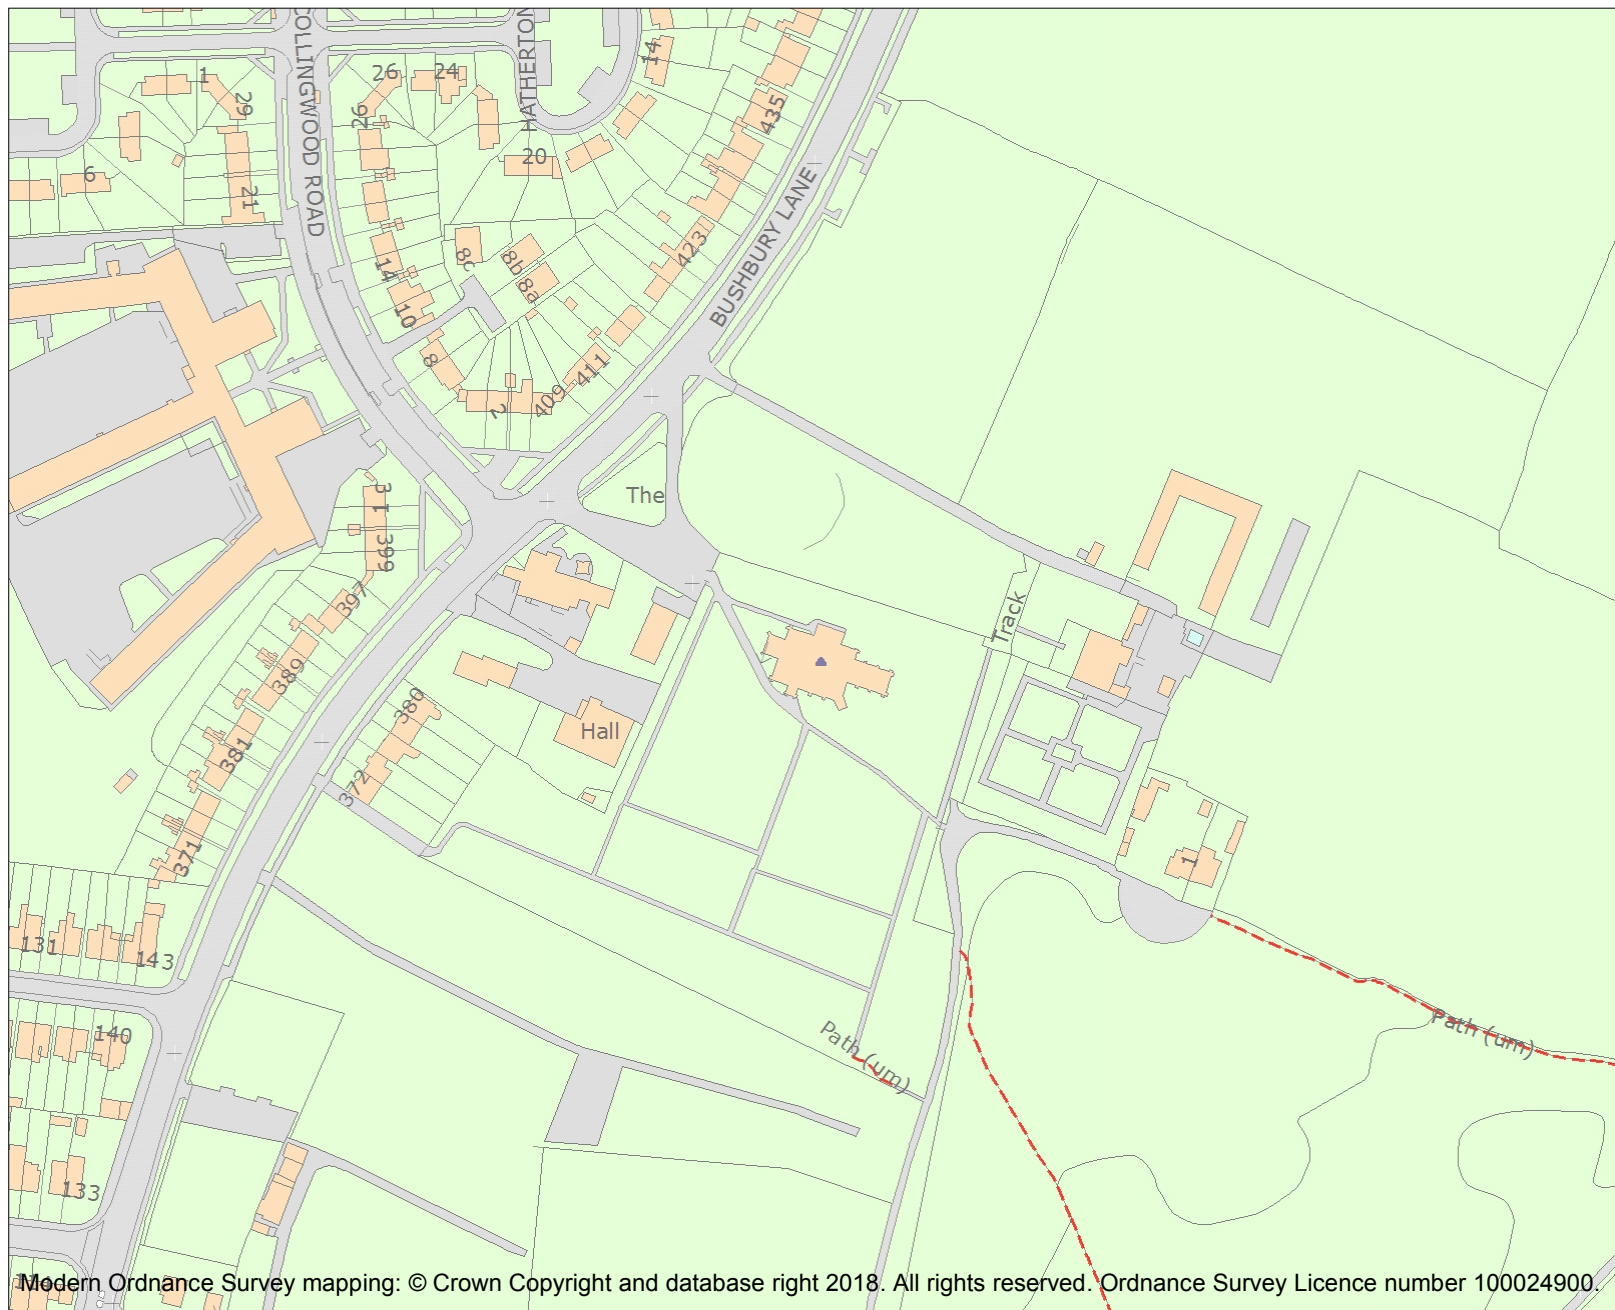 COLLINGWOOD ROAD
HATHERTON
14
26
24
1
29
26
435
20
6
21
BUSHBURY LANE
8c
8b
8a
423
14
10
8
411
409
2
The
3
1
399
397
Track
389
380
Hall
381
372
371
1
131
143
Path (um)
Path (um)
140
133
Modern Ordnance Survey mapping: © Crown Copyright and database right 2018. All rights reserved. Ordnance Survey Licence number 100024900.